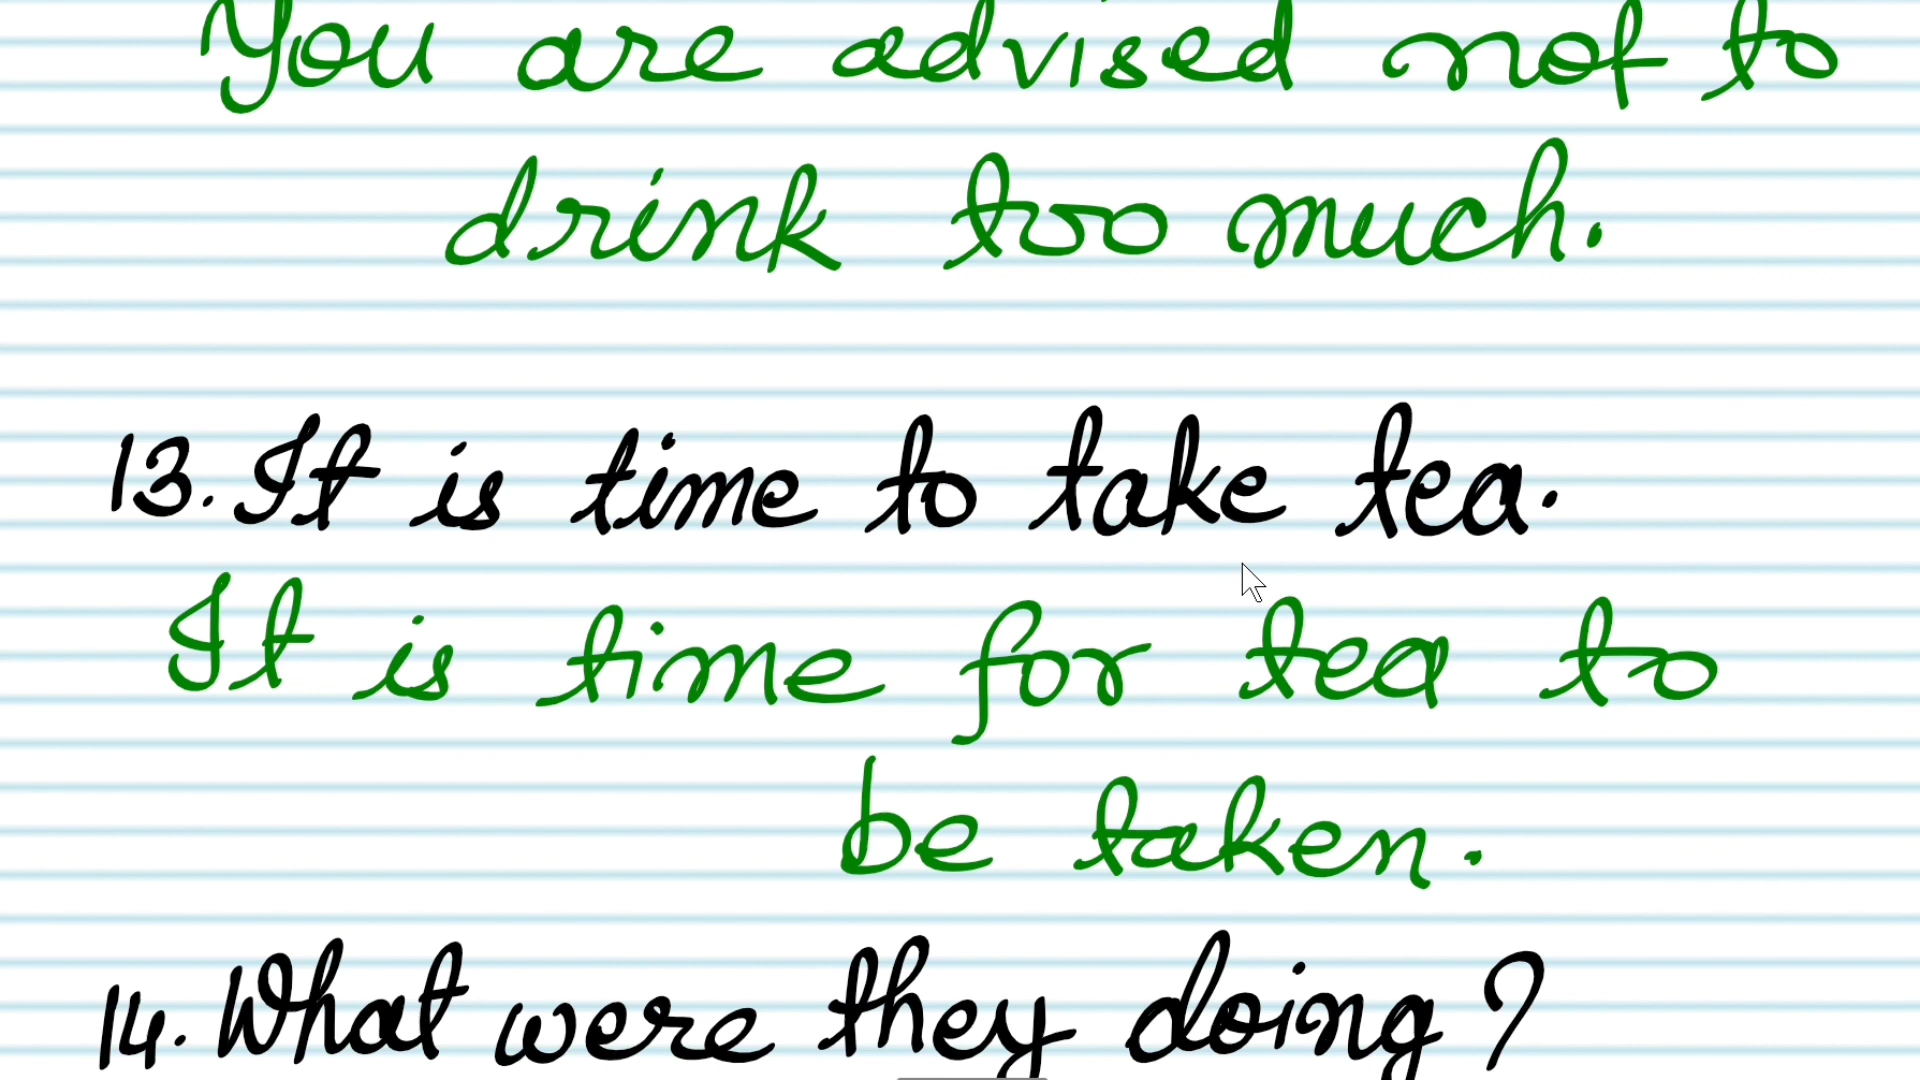 You are advised not to
drink too much.
13. It is time to take tea.
It is time for tea to
be taken.
14. What were they doing?